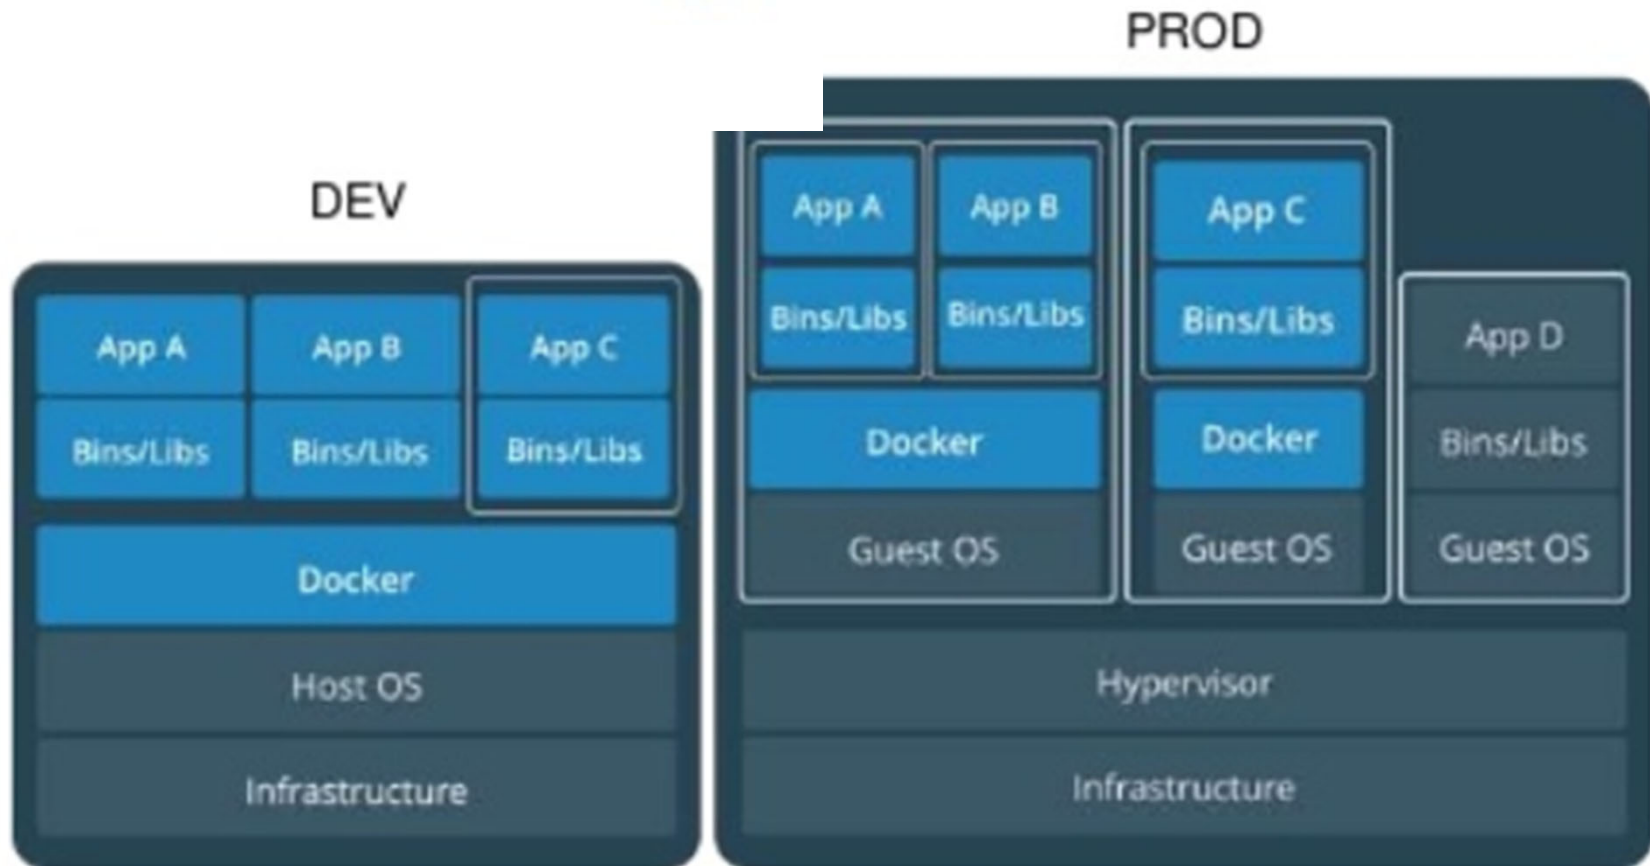 DEV
App A
App B
App C
Bins/Libs
Bins/Libs
Bins/Libs
Docker
Host OS
Infrastructure
PROD
App A
App B
App C
Bins/Libs
Bins/Libs
Bins/Libs
App D
Docker
Docker
Bins/Libs
Guest OS
Guest OS
Guest OS
Hypervisor
Infrastructure